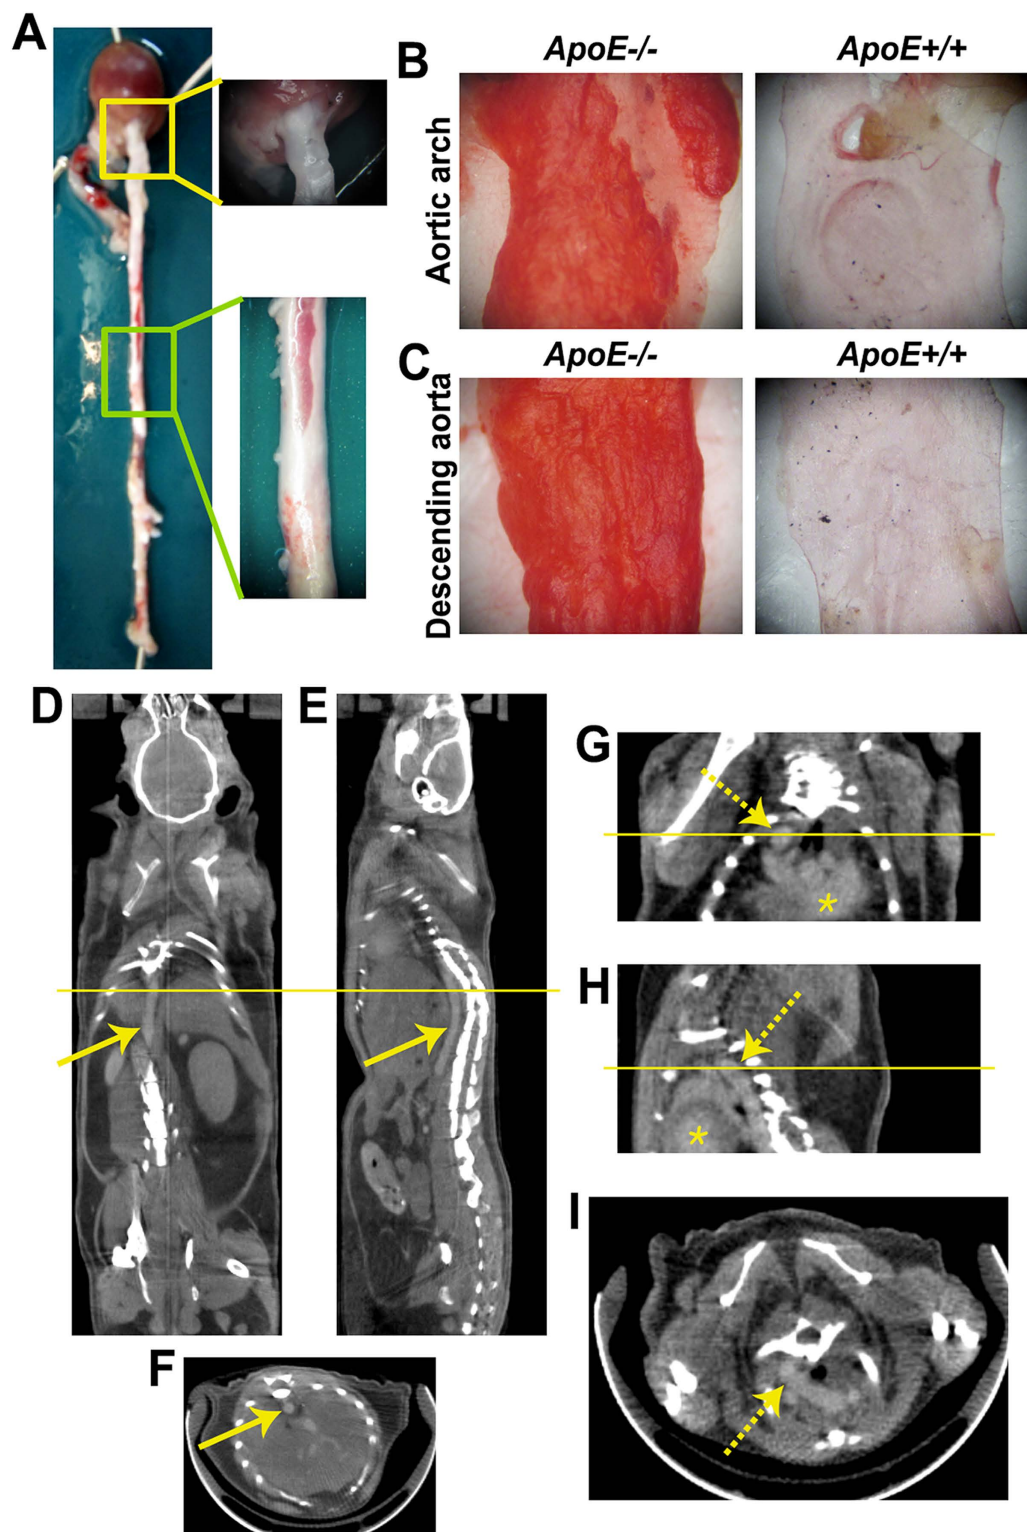 A
B
ApoE-/-
ApoE+/+
Aortic arch
C
ApoE-/-
ApoE+/+
Descending aorta
D
E
F
G
*
H
*
I